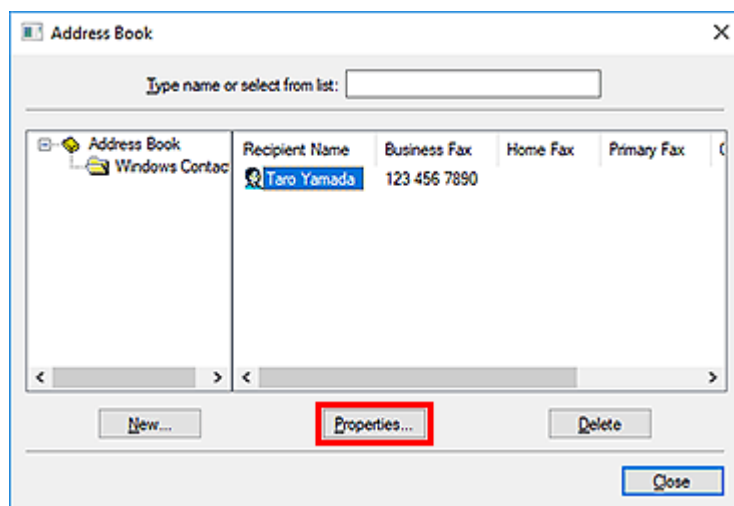 Address Book
Type name or select from list:
Address Book
Windows Contac
Recipient Name Business Fax Home Fax Primary Fax
Taro Yamada 123 456 7890
New... Properties... Delete
Close